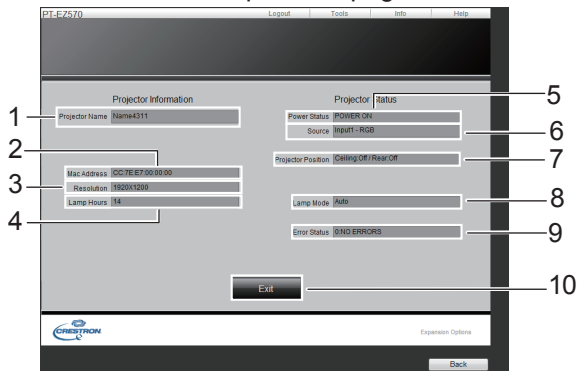 PT-EZ570
Logout Tools Info Help
Projector Information
Projector Name Name4311
Mac Address CC:7E:E7:00:00:00
Resolution 1920X1200
Lamp Hours 14
Projector Status
Power Status POWER ON
Source Input1 - RGB
Projector Position Ceiling:Off / Rear:Off
Lamp Mode Auto
Error Status 0:NO ERRORS
Exit
CRESTRON
Expansion Options
Back
1
2
3
4
5
6
7
8
9
10